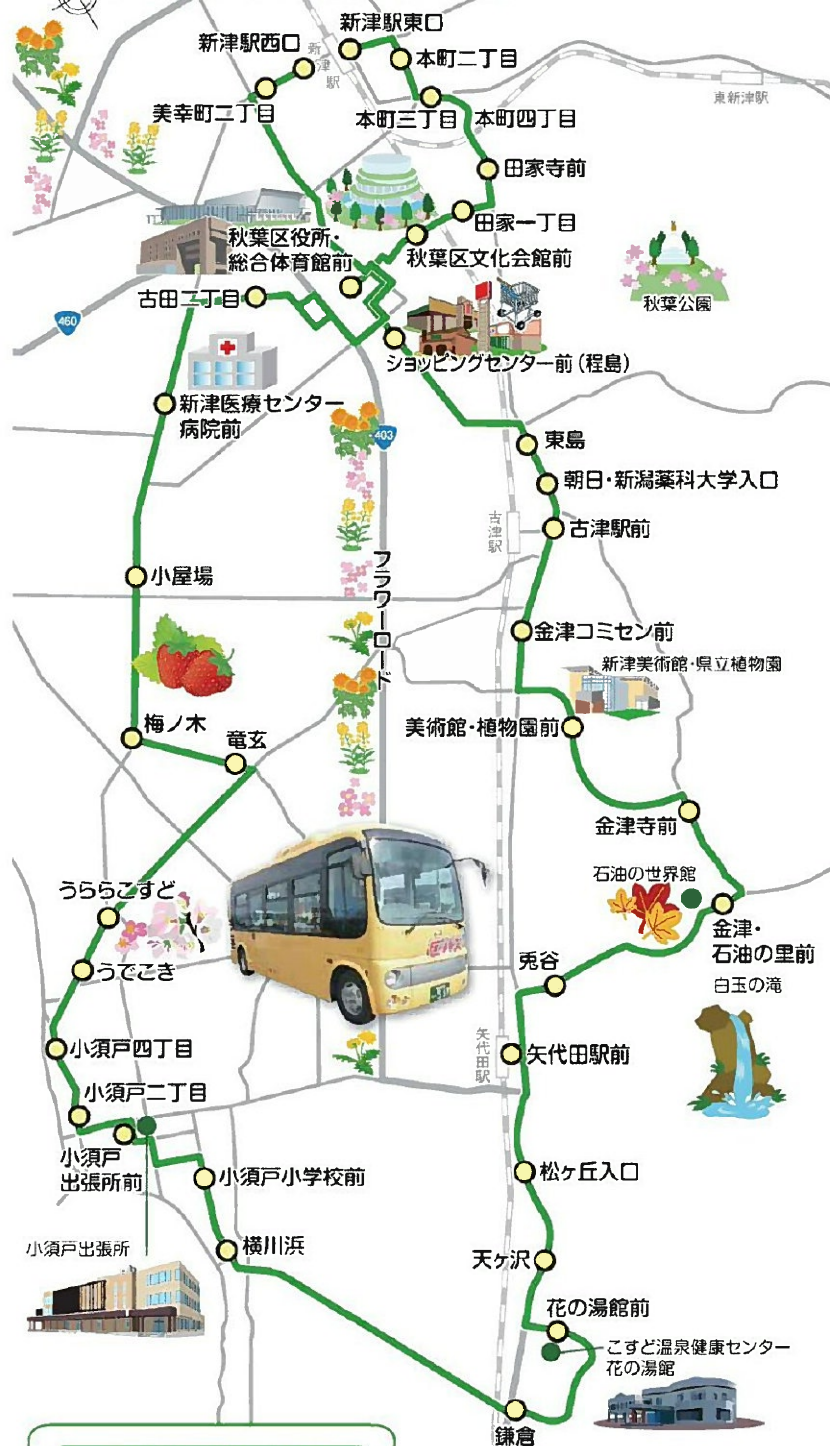 新津駅東口
新津駅西口
新津駅
本町二丁目
美幸町二丁目
本町三丁目
本町四丁目
東新津駅
田家寺前
田家一丁目
秋葉区役所・
総合体育館前
秋葉区文化会館前
古田二丁目
秋葉公園
460
ショッピングセンター前(程島)
新津医療センター
病院前
403
東島
朝日・新潟薬科大学入口
古津駅
古津駅前
小屋場
フラワーロード
金津コミセン前
新津美術館・県立植物園
梅ノ木
竜玄
美術館・植物園前
金津寺前
石油の世界館
うららこすど
金津・
石油の里前
うでこき
兎谷
白玉の滝
区バス
小須戸四丁目
矢代田駅
矢代田駅前
小須戸二丁目
小須戸
出張所前
小須戸小学校前
松ヶ丘入口
小須戸出張所
横川浜
天ヶ沢
花の湯館前
こすど温泉健康センター
花の湯館
鎌倉